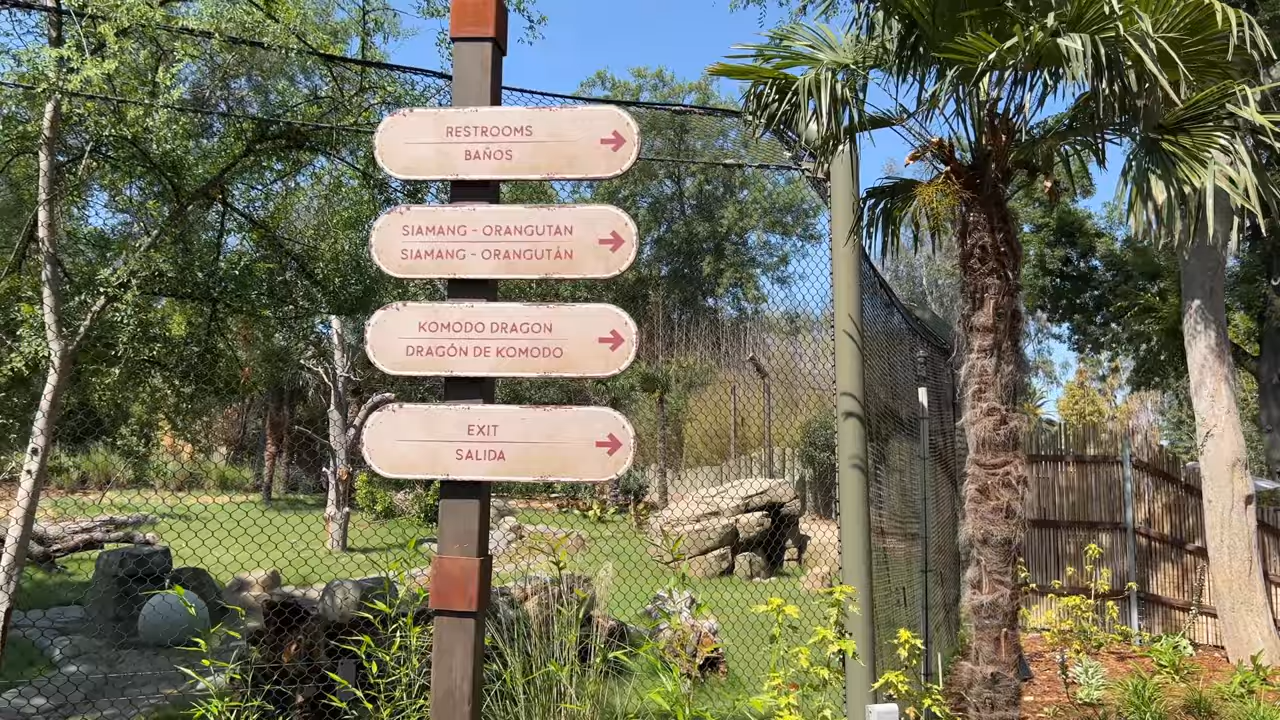 RESTROOMS
BAÑOS
SIAMANG - ORANGUTAN
SIAMANG - ORANGUTÁN
KOMODO DRAGON
DRAGÓN DE KOMODO
EXIT
SALIDA